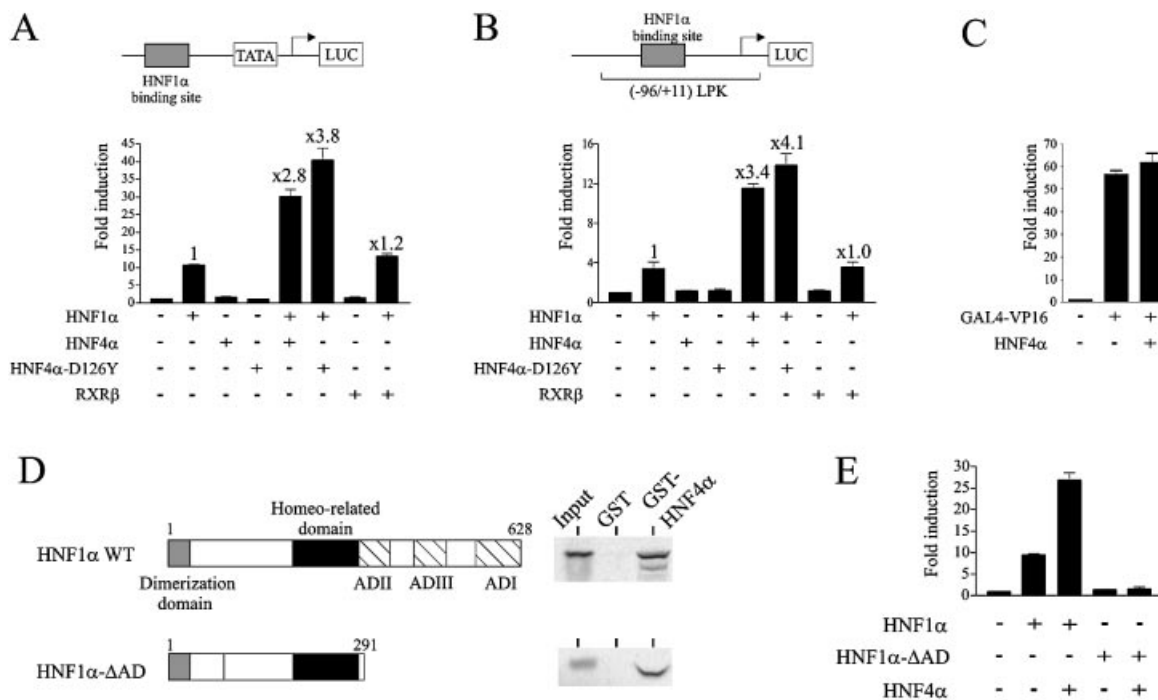 A
TATA
LUC
HNF1α
binding site
Fold induction
45
40
35
30
25
20
15
10
5
0
1
x2.8
x3.8
x1.2
HNF1α - + - - + + - +
HNF4α - - + - + - - -
HNF4α-D126Y - - - + - + - -
RXRβ - - - - - - + +
B
HNF1α
binding site
LUC
(-96/+11) LPK
Fold induction
16
12
8
4
0
1
x3.4
x4.1
x1.0
HNF1α - + - - + + - +
HNF4α - - + - + - - -
HNF4α-D126Y - - - + - + - -
RXRβ - - - - - - + +
C
Fold induction
70
60
50
40
30
20
10
0
GAL4-VP16 - + +
HNF4α - - +
D
Homeo-related
domain
1 628
HNF1α WT
Dimerization
domain
ADII ADIII ADI
1 291
HNF1α-ΔAD
Input
GST
GST-
HNF4α
E
Fold induction
30
25
20
15
10
5
0
HNF1α - + + - -
HNF1α-ΔAD - - - + +
HNF4α - - + - +